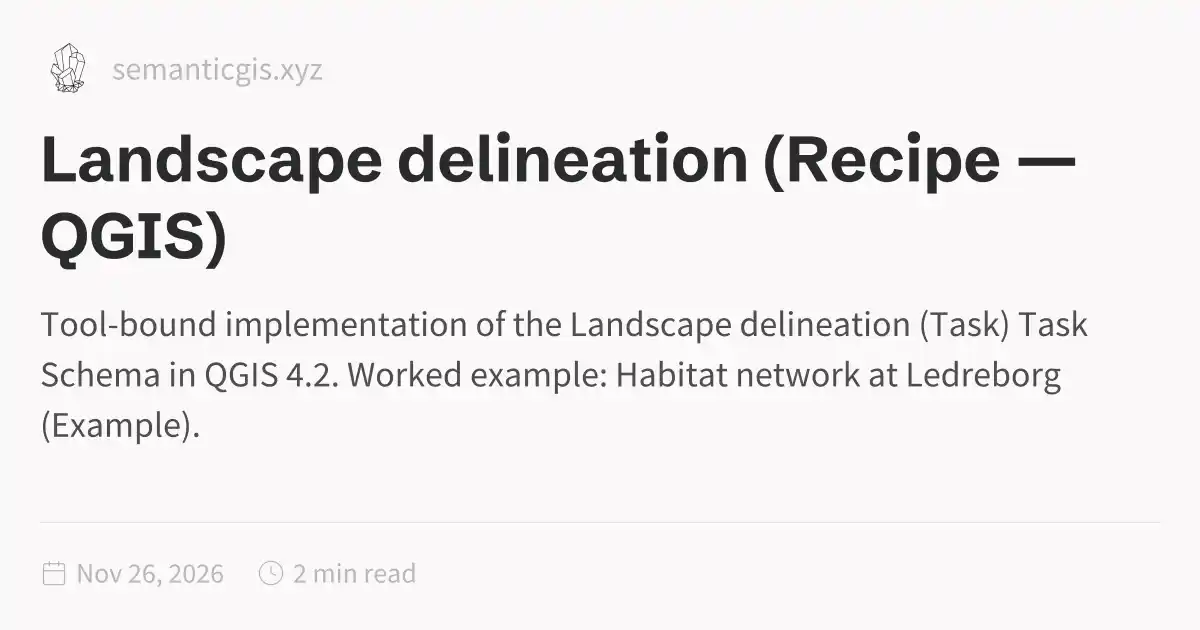 semanticgis.xyz
Landscape delineation (Recipe —
QGIS)
Tool-bound implementation of the Landscape delineation (Task) Task
Schema in QGIS 4.2. Worked example: Habitat network at Ledreborg
(Example).
Nov 26, 2026 2 min read